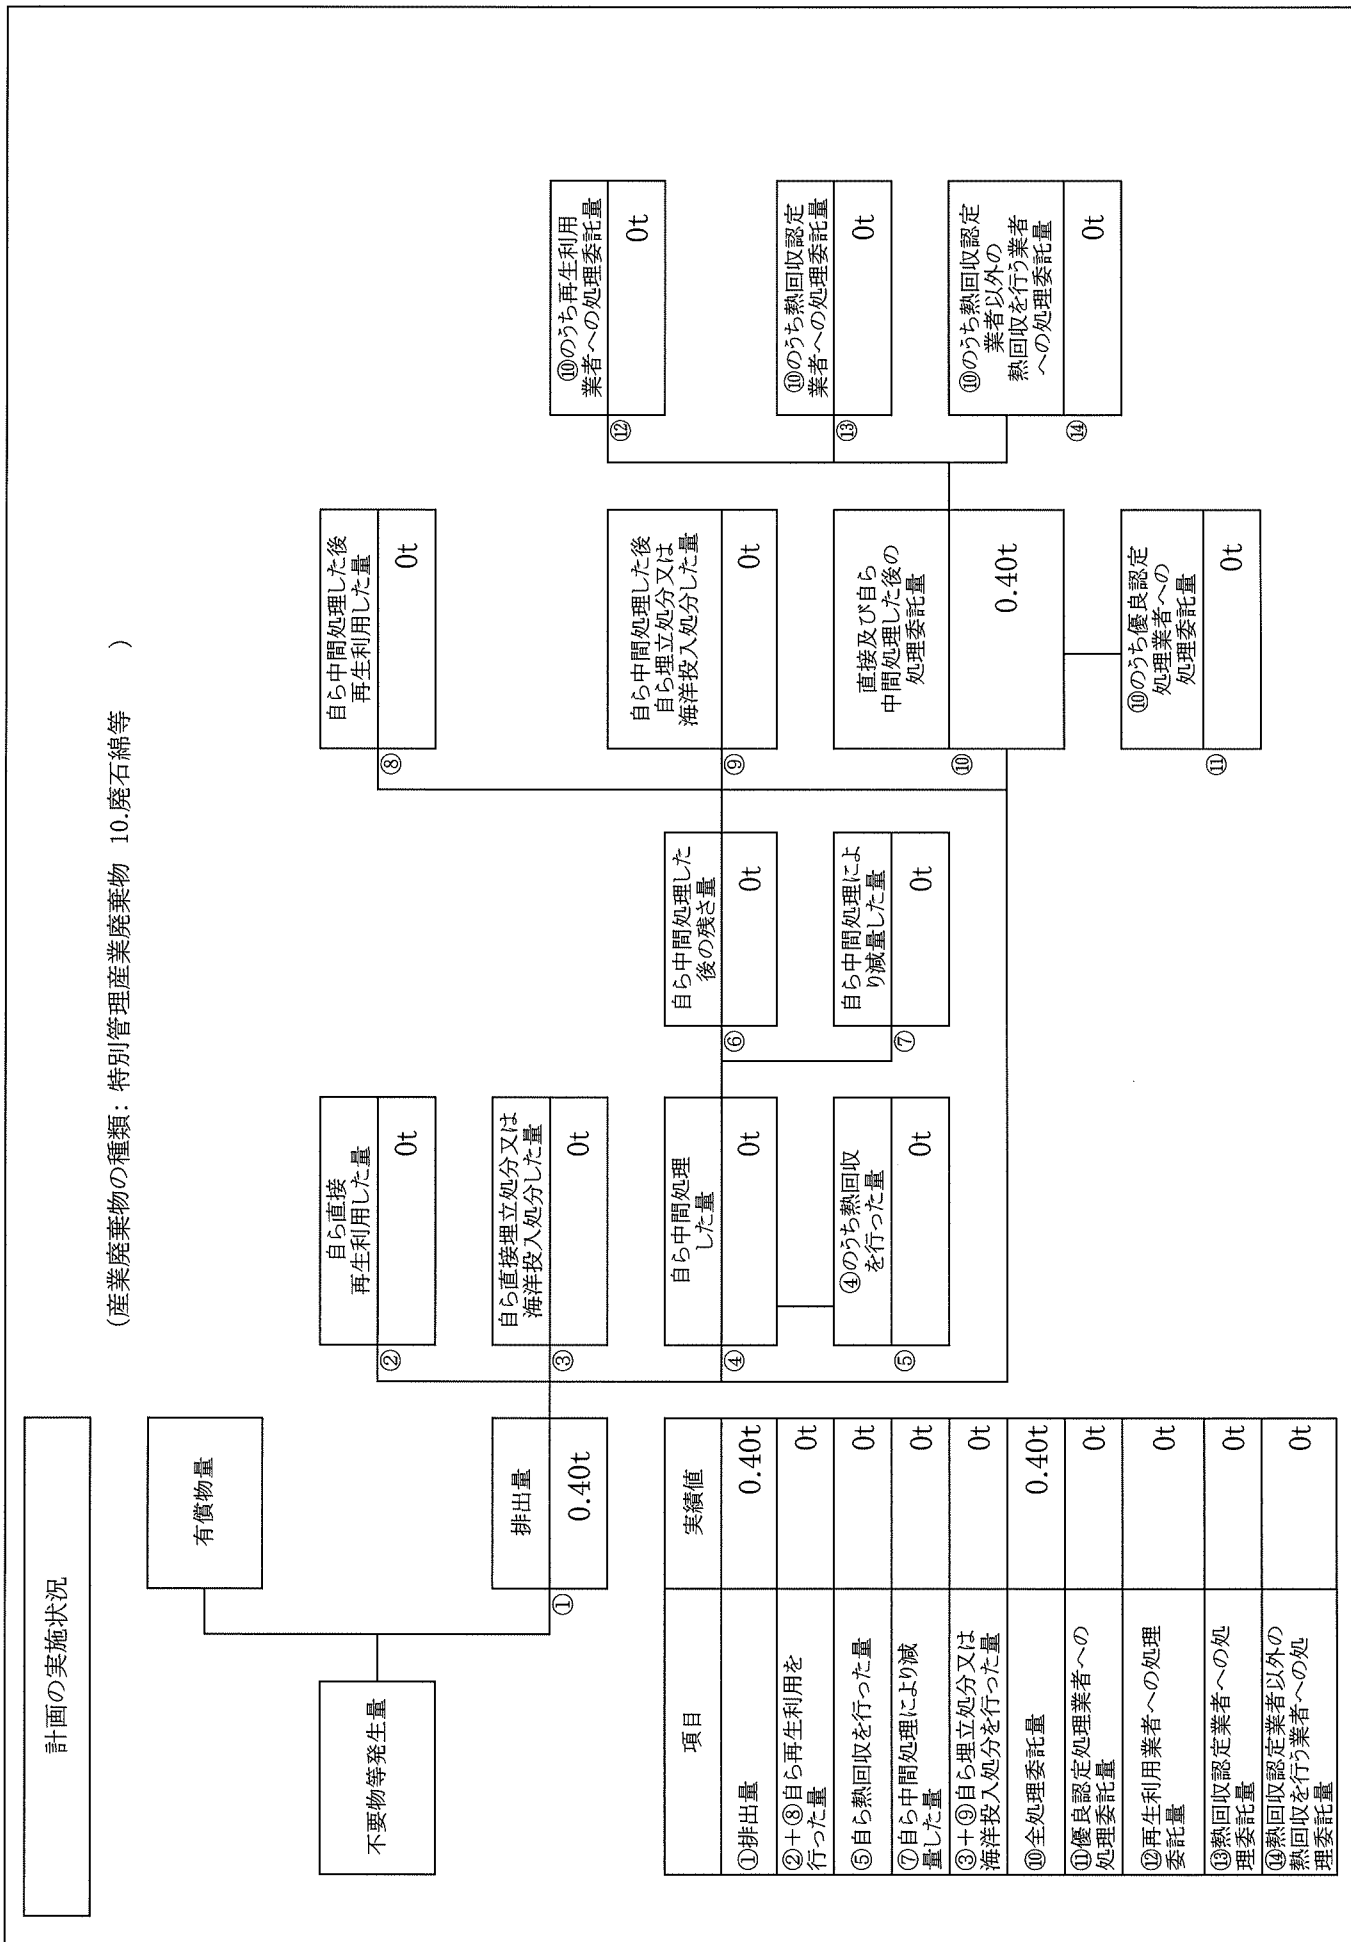 計画の実施状況
(産業廃棄物の種類： 特別管理産業廃棄物 10.廃石綿等 )
不要物等発生量
有償物量
①
排出量
0.40t
②
自ら直接
再生利用した量
0t
③
自ら直接埋立処分又は
海洋投入処分した量
0t
④
自ら中間処理
した量
0t
⑤
④のうち熱回収
を行った量
0t
⑥
自ら中間処理した
後の残さ量
0t
⑦
自ら中間処理によ
り減量した量
0t
⑧
自ら中間処理した後
再生利用した量
0t
⑨
自ら中間処理した後
自ら埋立処分又は
海洋投入処分した量
0t
⑩
直接及び自ら
中間処理した後の
処理委託量
0.40t
⑪
⑩のうち優良認定
処理業者への
処理委託量
0t
⑫
⑩のうち再生利用
業者への処理委託量
0t
⑬
⑩のうち熱回収認定
業者への処理委託量
0t
⑭
⑩のうち熱回収認定
業者以外の
熱回収を行う業者
への処理委託量
0t
項目
実績値
①排出量
0.40t
②+⑧自ら再生利用を
行った量
0t
⑤自ら熱回収を行った量
0t
⑦自ら中間処理により減
量した量
0t
③+⑨自ら埋立処分又は
海洋投入処分を行った量
0t
⑩全処理委託量
0.40t
⑪優良認定処理業者への
処理委託量
0t
⑫再生利用業者への処理
委託量
0t
⑬熱回収認定業者への処
理委託量
0t
⑭熱回収認定業者以外の
熱回収を行う業者への処
理委託量
0t